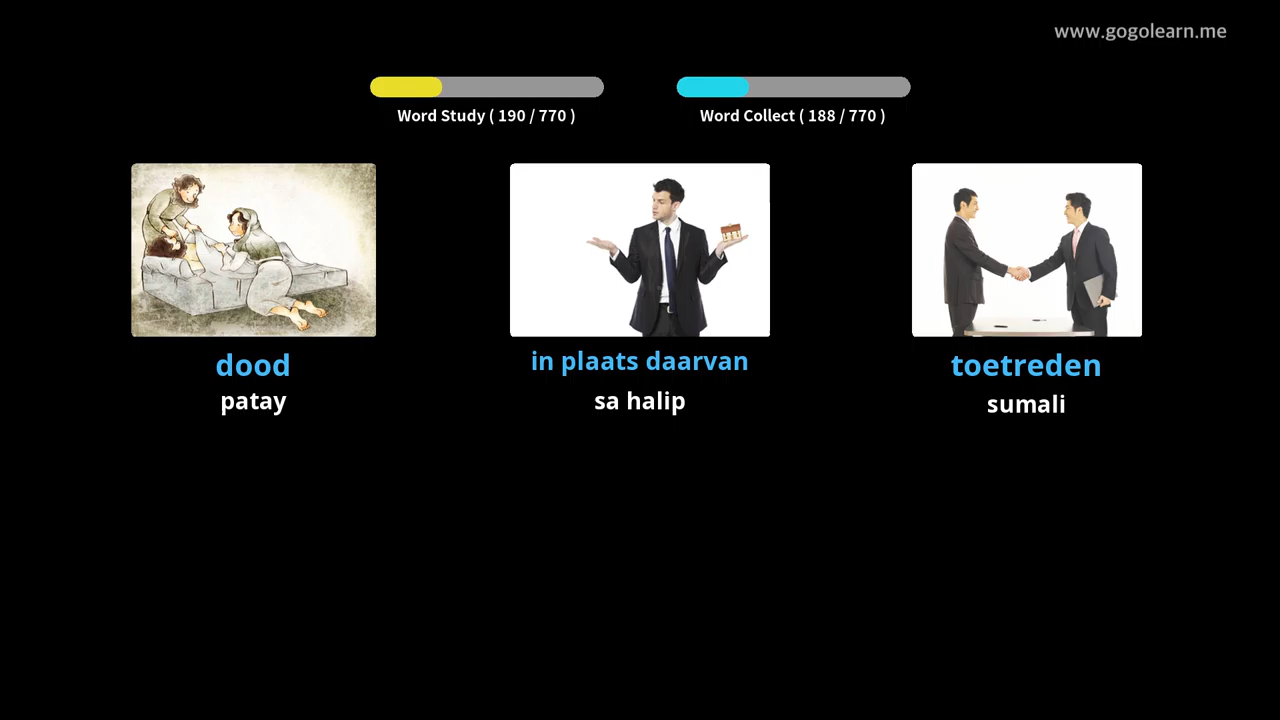 www.gogolearn.me
Word Study ( 190 / 770 )
Word Collect ( 188 / 770 )
dood
patay
in plaats daarvan
sa halip
toetreden
sumali